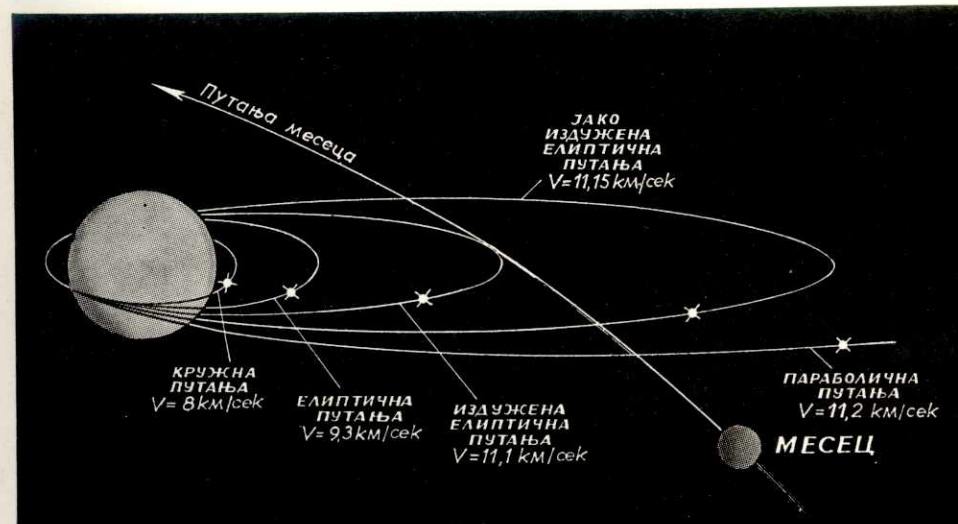 Путања месеца
ЈАКО
ИЗДУЖЕНА
ЕЛИПТИЧНА
ПУТАЊА
V=11,15 км/сек
КРУЖНА
ПУТАЊА
V=8 км/сек
ЕЛИПТИЧНА
ПУТАЊА
V=9,3 км/сек
ИЗДУЖЕНА
ЕЛИПТИЧНА
ПУТАЊА
V=11,1 км/сек
ПАРАБОЛИЧНА
ПУТАЊА
V=11,2 км/сек
МЕСЕЦ